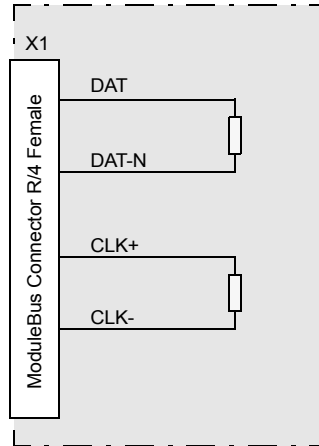 X1
ModuleBus Connector R/4 Female
DAT
DAT-N
CLK+
CLK-